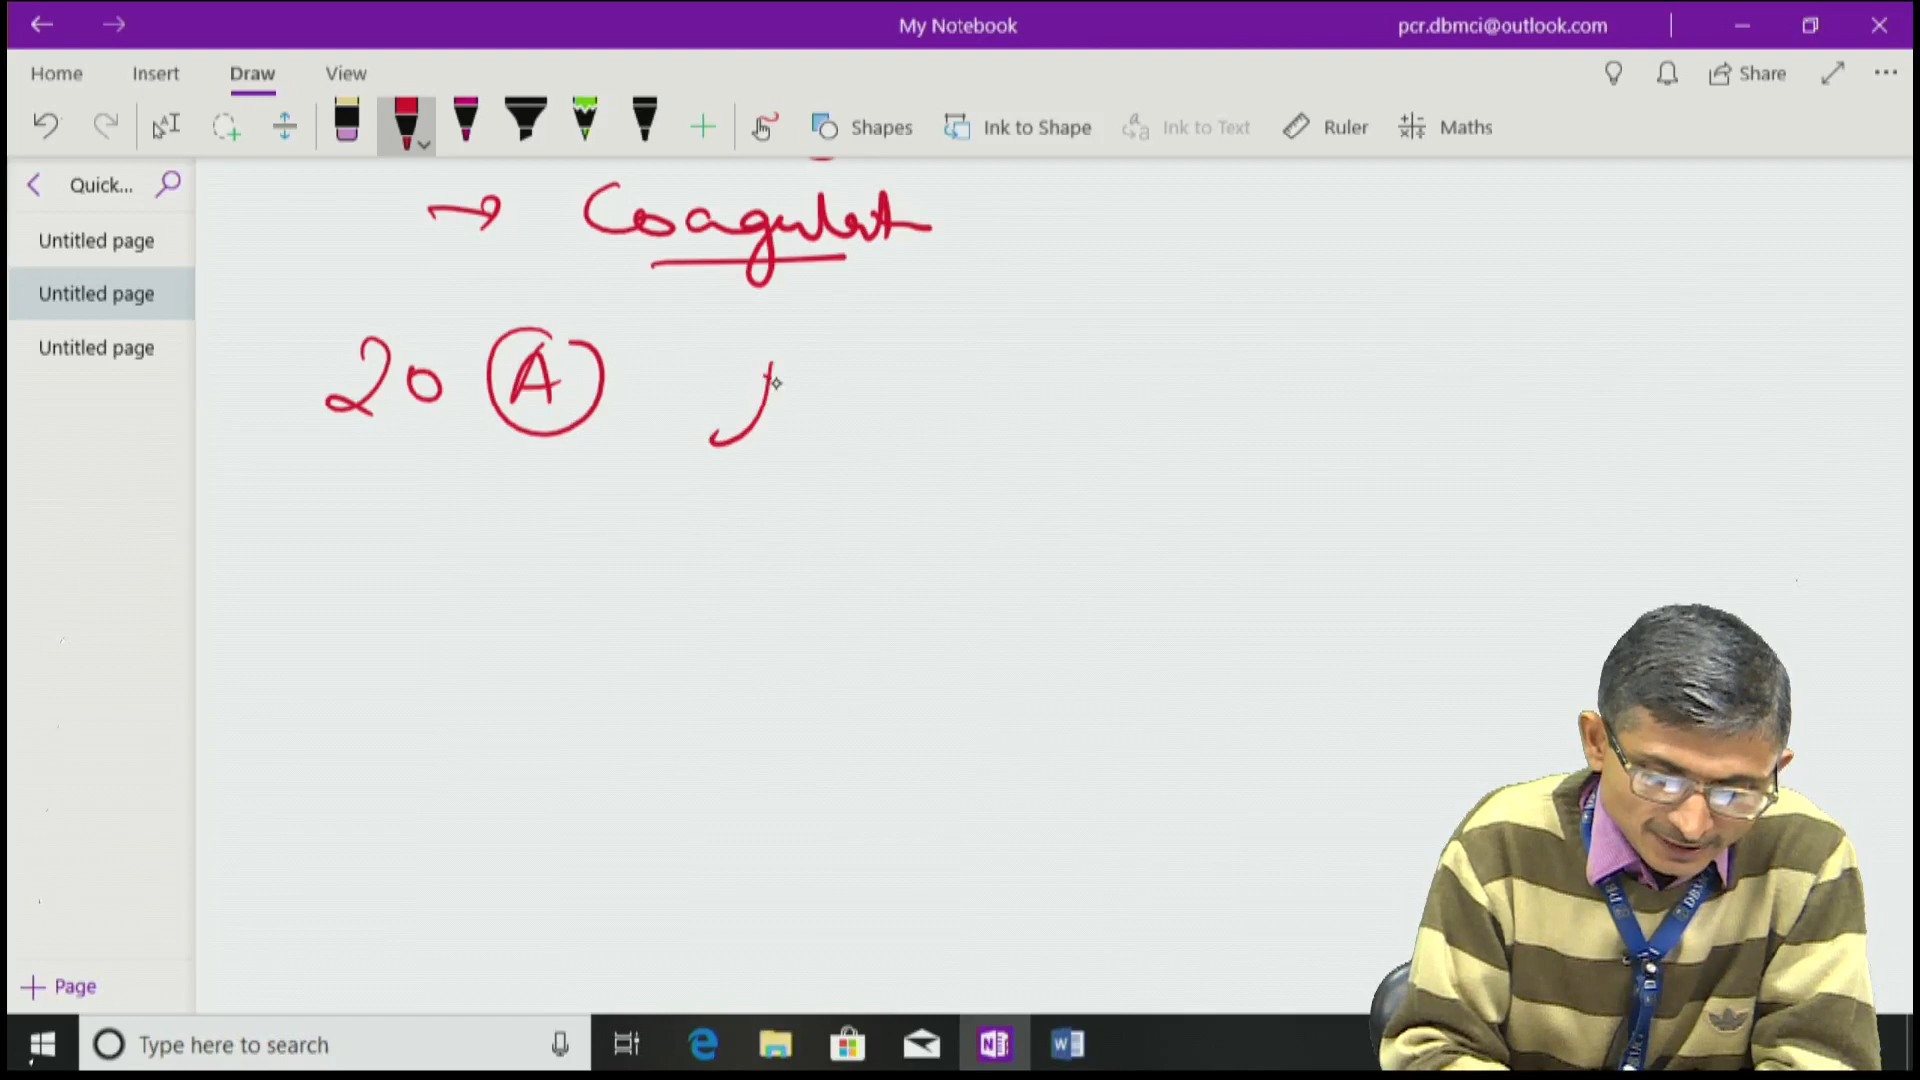 My Notebook pcr.dbmci@outlook.com
Home Insert Draw View Share
Shapes Ink to Shape Ink to Text Ruler Maths
Quick...
Untitled page
Untitled page
Untitled page
→ Coagulant
20 A
Page
Type here to search